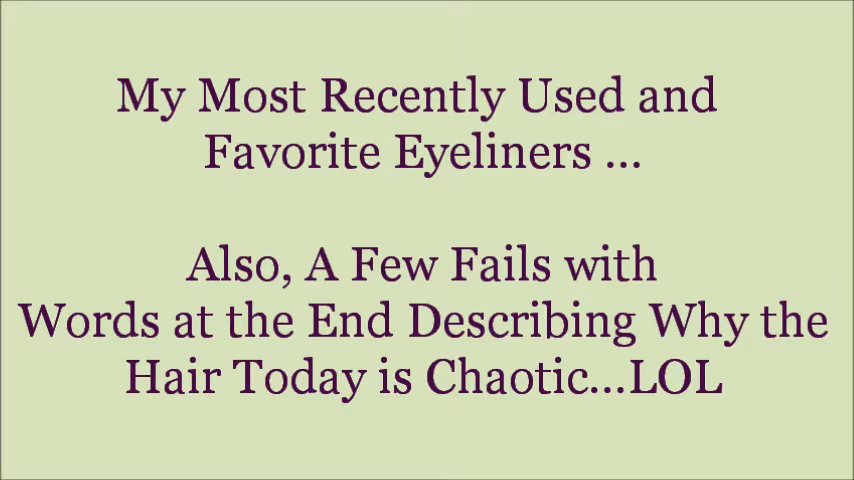 My Most Recently Used and
Favorite Eyeliners ...
Also, A Few Fails with
Words at the End Describing Why the
Hair Today is Chaotic...LOL